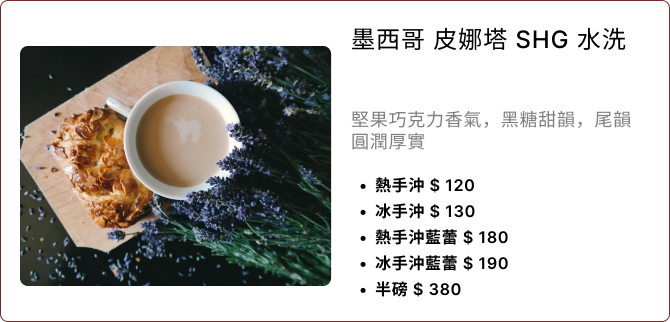 墨西哥 皮娜塔 SHG 水洗
堅果巧克力香氣，黑糖甜韻，尾韻
圓潤厚實
• 熱手沖 $ 120
• 冰手沖 $ 130
• 熱手沖藍蕾 $ 180
• 冰手沖藍蕾 $ 190
• 半磅 $ 380